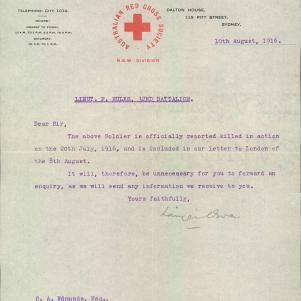 TELEPHONE: CITY 1034.
AUSTRALIAN RED CROSS SOCIETY
N.S.W. DIVISION
DALTON HOUSE,
115 PITT STREET,
SYDNEY.
10th August, 1916.
LIEUT. F. HULKS, 32ND BATTALION.
Dear Sir,
The above Soldier is officially reported killed in action
on the 20th July, 1916, and is included in our letter to London of
the 8th August.
It will, therefore, be unnecessary for you to forward an
enquiry, as we will send any information we receive to you.
Yours faithfully,
C. A. Edmunds, Esq.,